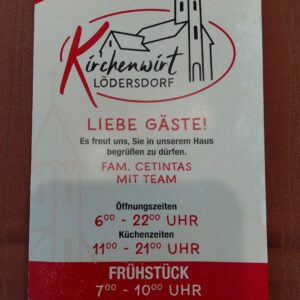 Kirchenwirt
LÖDERSDORF
LIEBE GÄSTE!
Es freut uns, Sie in unserem Haus
begrüßen zu dürfen.
FAM. CETINTAS
MIT TEAM
Öffnungszeiten
6⁰⁰ - 22⁰⁰ UHR
Küchenzeiten
11⁰⁰ - 21⁰⁰ UHR
FRÜHSTÜCK
7⁰⁰ - 10⁰⁰ UHR